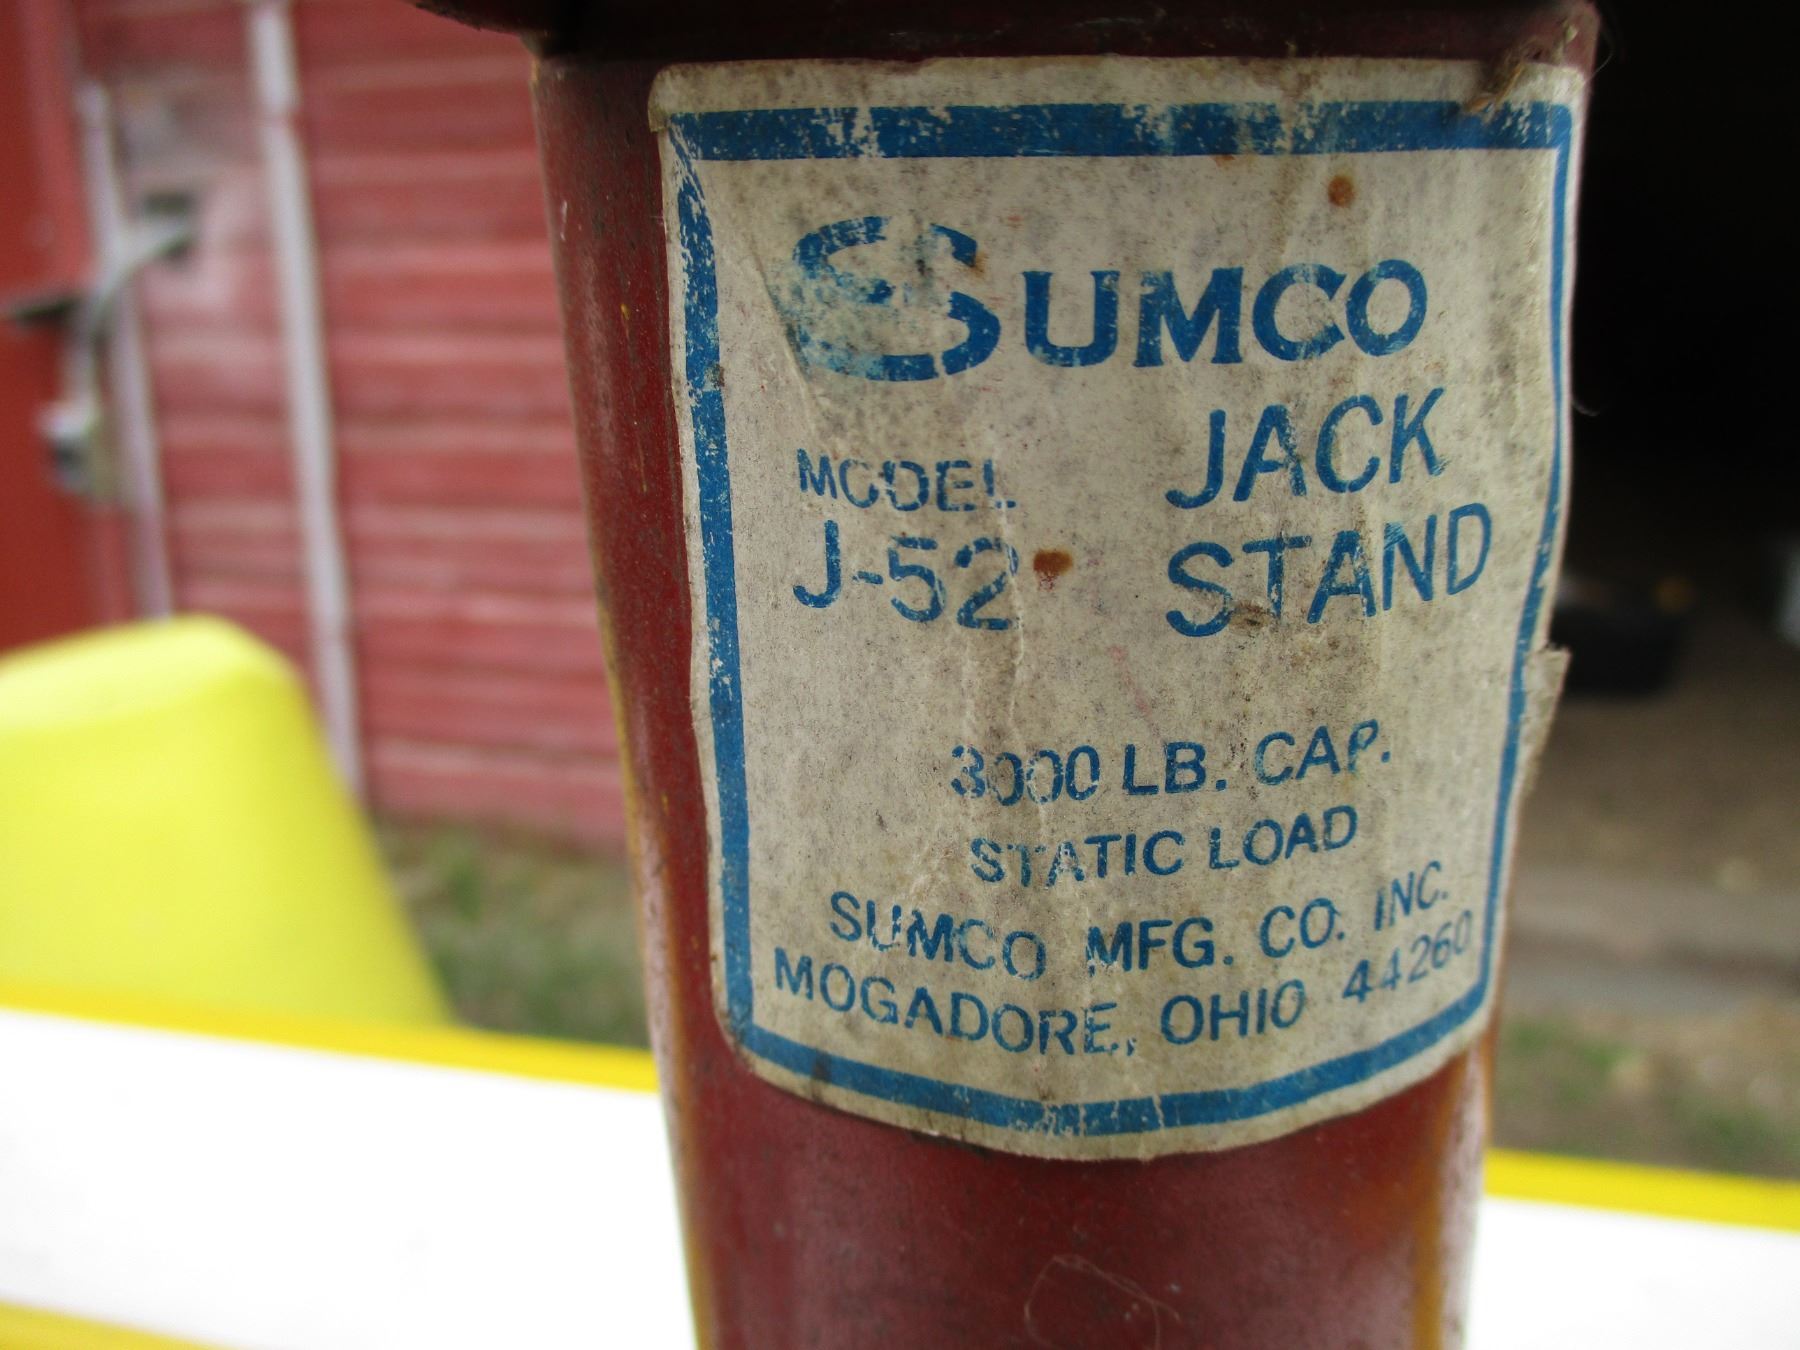 SUMCO
JACK
STAND
MODEL
J-52
3000 LB. CAP.
STATIC LOAD
SUMCO MFG. CO. INC.
MOGADORE, OHIO 44260